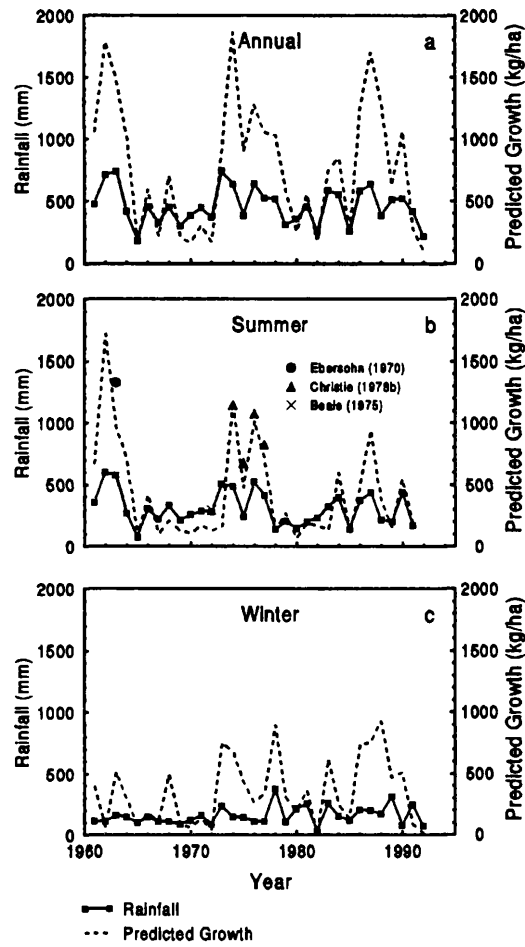 Annual
a
2000
1500
1000
500
0
Rainfall (mm)
2000
1500
1000
500
0
Predicted Growth (kg/ha)
Summer
b
Ebersohn (1970)
Christie (1978b)
Beale (1975)
2000
1500
1000
500
0
Rainfall (mm)
2000
1500
1000
500
0
Predicted Growth (kg/ha)
Winter
c
2000
1500
1000
500
0
Rainfall (mm)
2000
1500
1000
500
0
Predicted Growth (kg/ha)
1960 1970 1980 1990
Year
Rainfall
Predicted Growth